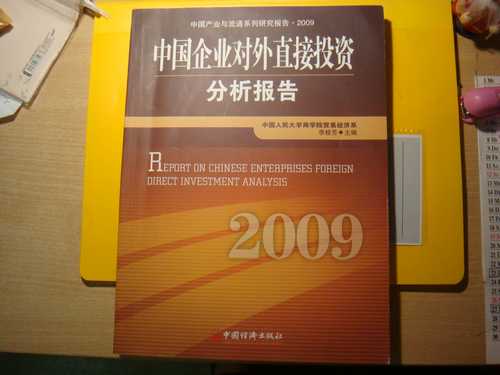 中国产业与流通系列研究报告·2009
中国企业对外直接投资
分析报告
中国人民大学商学院贸易经济系
李桂芳◆主编
REPORT ON CHINESE ENTERPRISES FOREIGN
DIRECT INVESTMENT ANALYSIS
2009
中国经济出版社